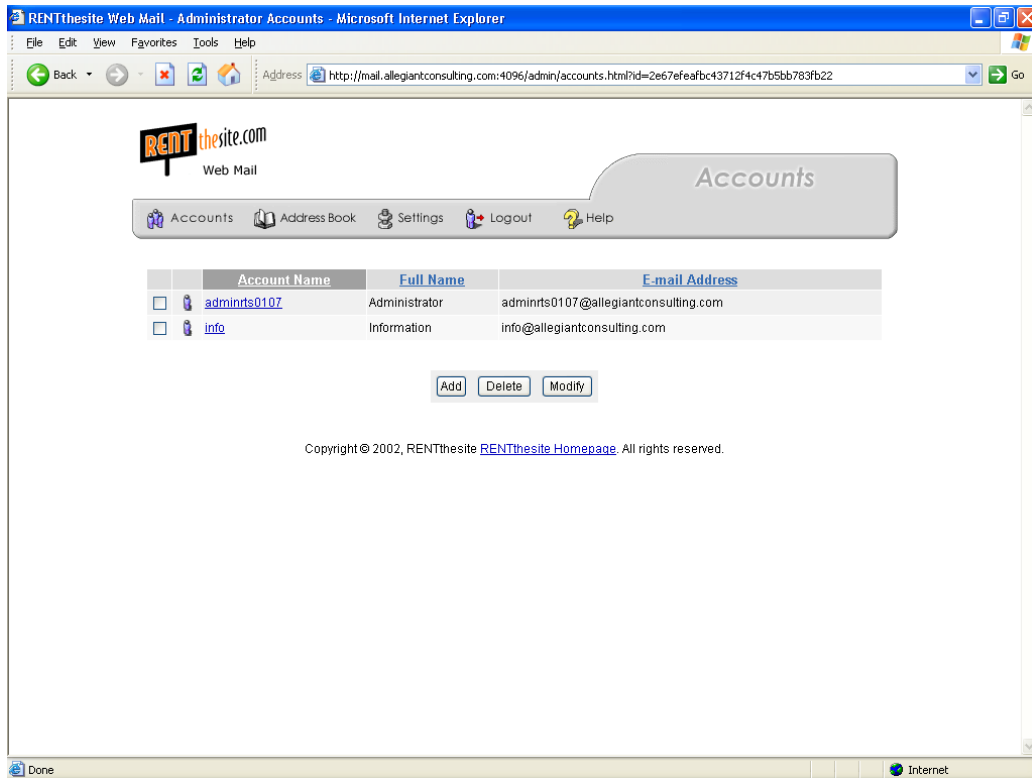 RENTthesite Web Mail - Administrator Accounts - Microsoft Internet Explorer
File Edit View Favorites Tools Help
Back Address http://mail.allegiantconsulting.com:4096/admin/accounts.html?id=2e67efeafbc43712f4c47b5bb783fb22 Go
RENT thesite.com
Web Mail
Accounts
Accounts Address Book Settings Logout Help
Account Name Full Name E-mail Address
adminrts0107 Administrator adminrts0107@allegiantconsulting.com
info Information info@allegiantconsulting.com
Add Delete Modify
Copyright © 2002, RENTthesite RENTthesite Homepage. All rights reserved.
Done Internet